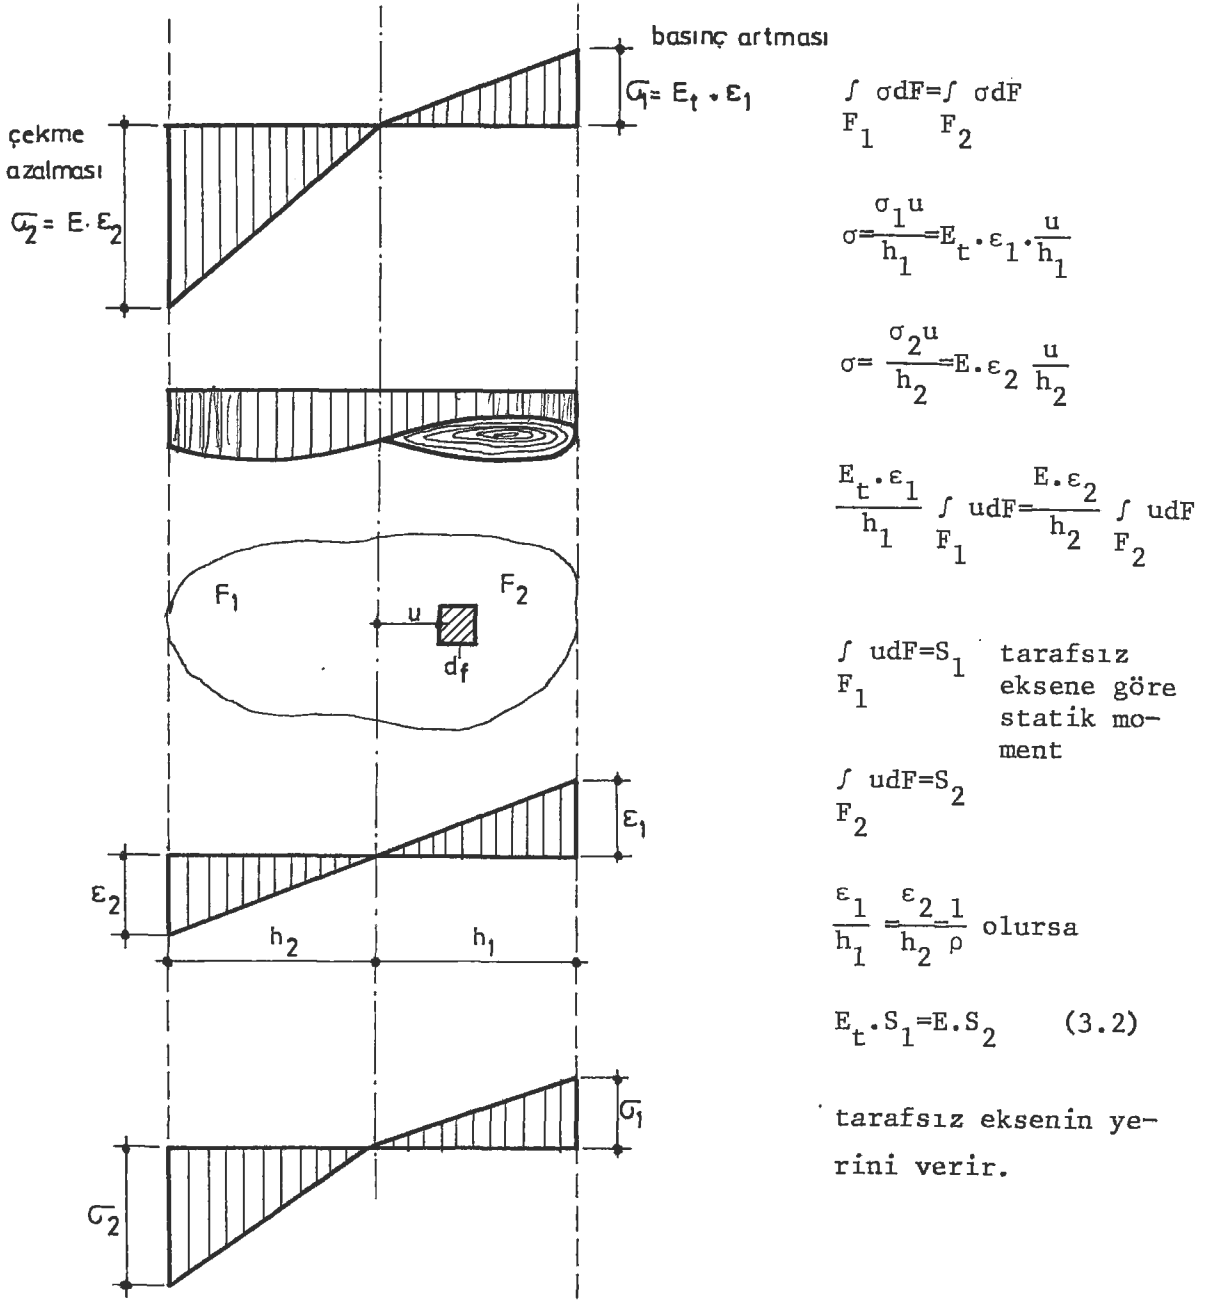 basınç artması
σ1= Et · ε1
çekme
azalması
σ2= E·ε2
F1
F2
u
df
ε1
ε2
h2
h1
σ1
σ2
∫ σdF=∫ σdF
F1 F2
σ=σ1u/h1=Et·ε1·u/h1
σ= σ2u/h2=E.ε2 u/h2
Et·ε1/h1 ∫ udF=E.ε2/h2 ∫ udF
F1 F2
∫ udF=S1 tarafsız
F1 eksene göre
statik mo-
ment
∫ udF=S2
F2
ε1/h1 =ε2/h2=1/ρ olursa
Et.S1=E.S2 (3.2)
tarafsız eksenin ye-
rini verir.